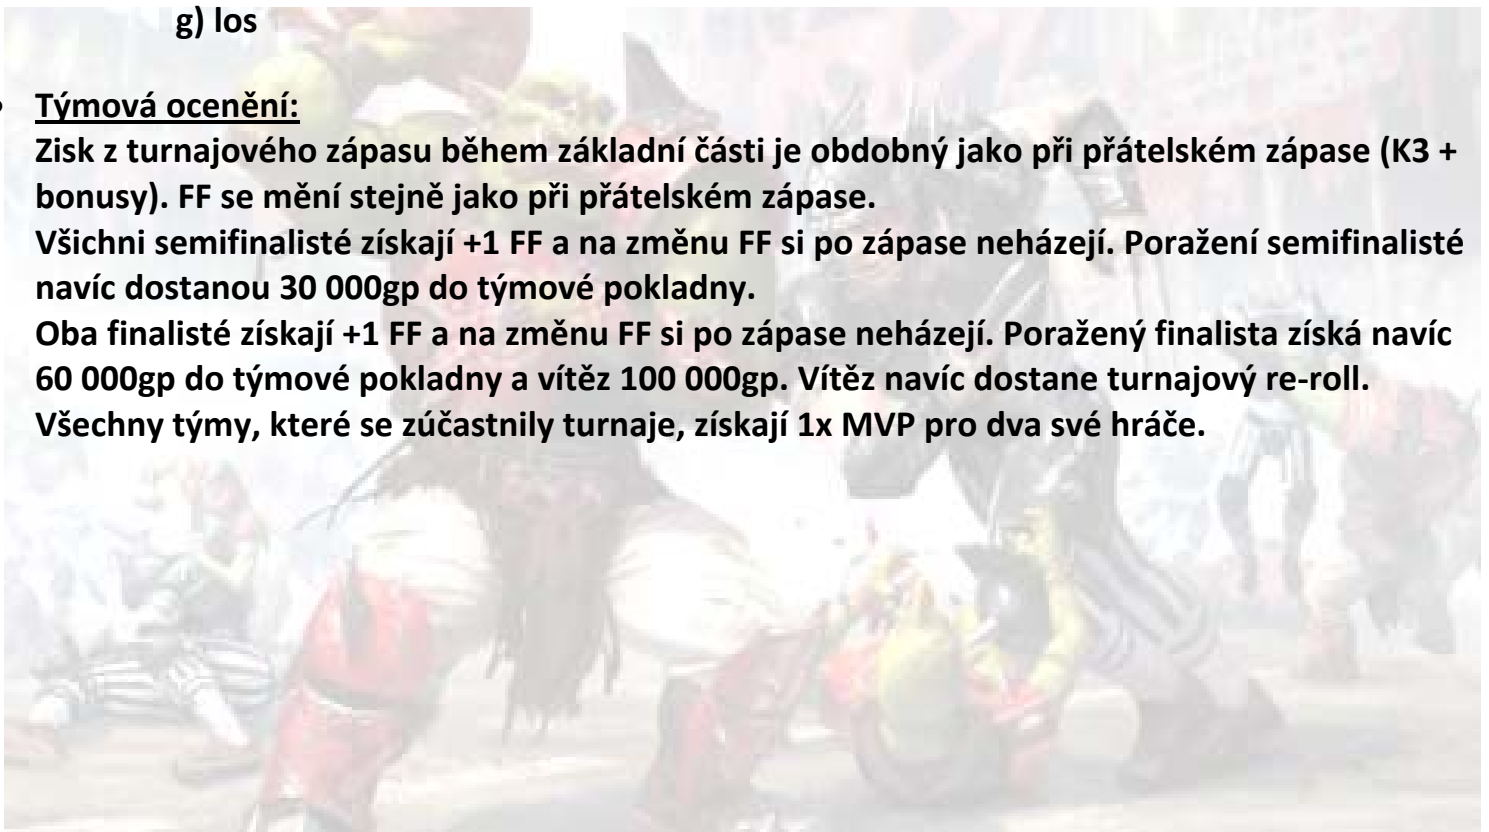 g) los
• Týmová ocenění:
Zisk z turnajového zápasu během základní části je obdobný jako při přátelském zápase (K3 +
bonusy). FF se mění stejně jako při přátelském zápase.
Všichni semifinalisté získají +1 FF a na změnu FF si po zápase neházejí. Poražení semifinalisté
navíc dostanou 30 000gp do týmové pokladny.
Oba finalisté získají +1 FF a na změnu FF si po zápase neházejí. Poražený finalista získá navíc
60 000gp do týmové pokladny a vítěz 100 000gp. Vítěz navíc dostane turnajový re-roll.
Všechny týmy, které se zúčastnily turnaje, získají 1x MVP pro dva své hráče.